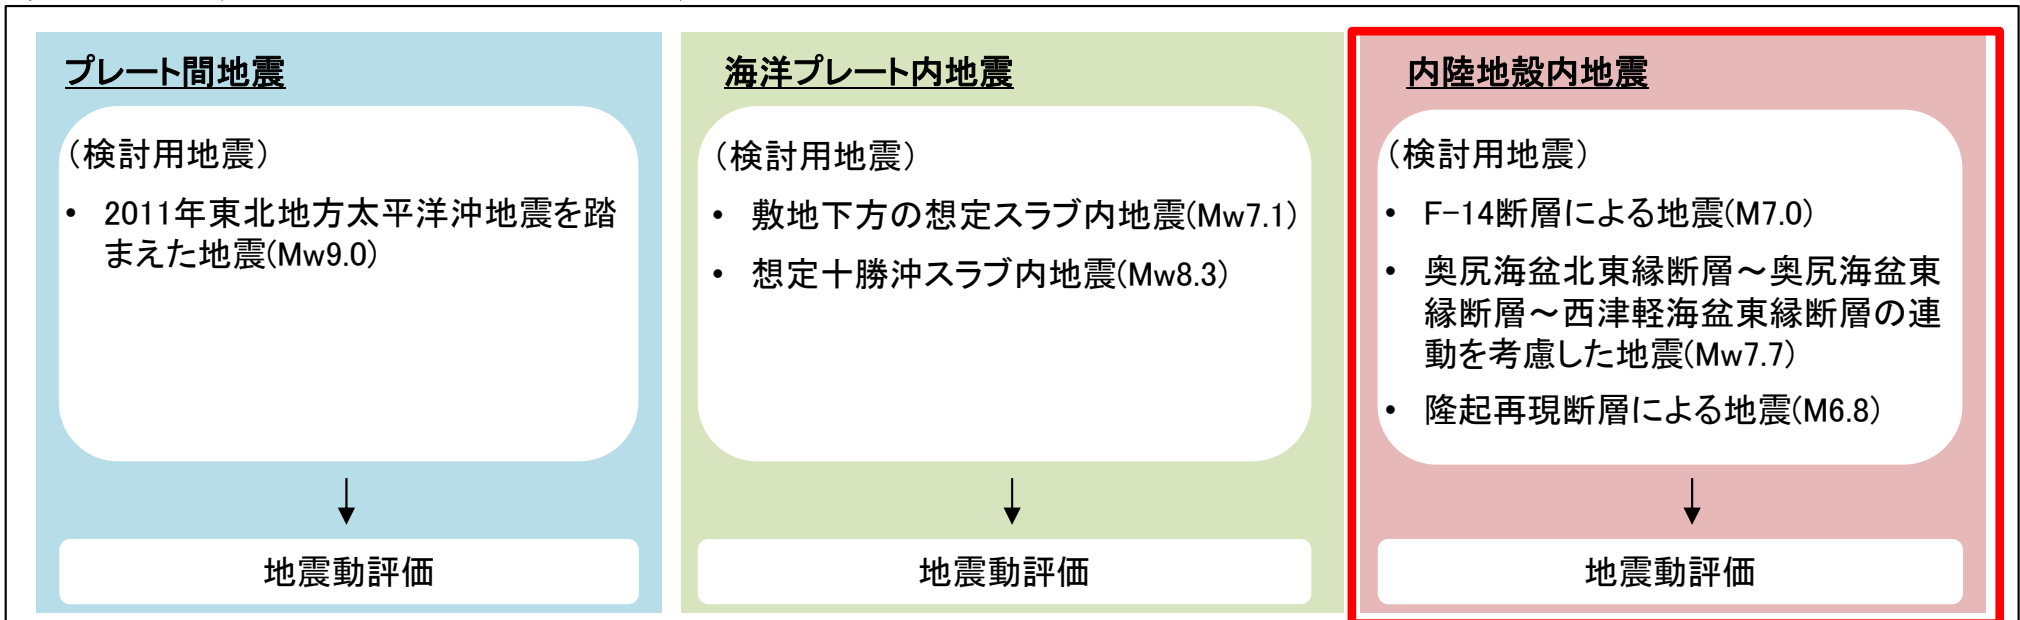 プレート間地震
（検討用地震）
• 2011年東北地方太平洋沖地震を踏
まえた地震(Mw9.0)
地震動評価
海洋プレート内地震
（検討用地震）
• 敷地下方の想定スラブ内地震(Mw7.1)
• 想定十勝沖スラブ内地震(Mw8.3)
地震動評価
内陸地殻内地震
（検討用地震）
• F-14断層による地震(M7.0)
• 奥尻海盆北東縁断層～奥尻海盆東
縁断層～西津軽海盆東縁断層の連
動を考慮した地震(Mw7.7)
• 隆起再現断層による地震(M6.8)
地震動評価